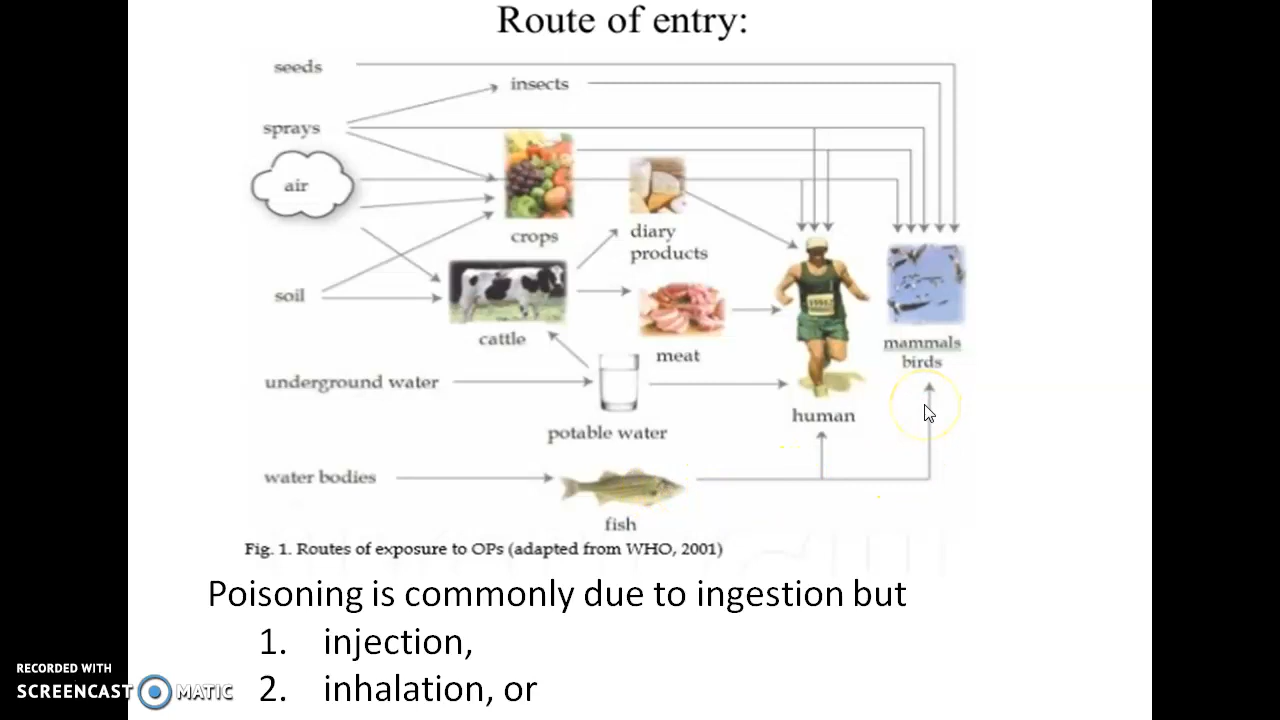 Route of entry:
seeds
insects
sprays
air
crops
diary
products
soil
cattle
meat
mammals
birds
underground water
human
potable water
water bodies
fish
Fig. 1. Routes of exposure to OPs (adapted from WHO, 2001)
Poisoning is commonly due to ingestion but
1. injection,
2. inhalation, or
RECORDED WITH
SCREENCAST MATIC